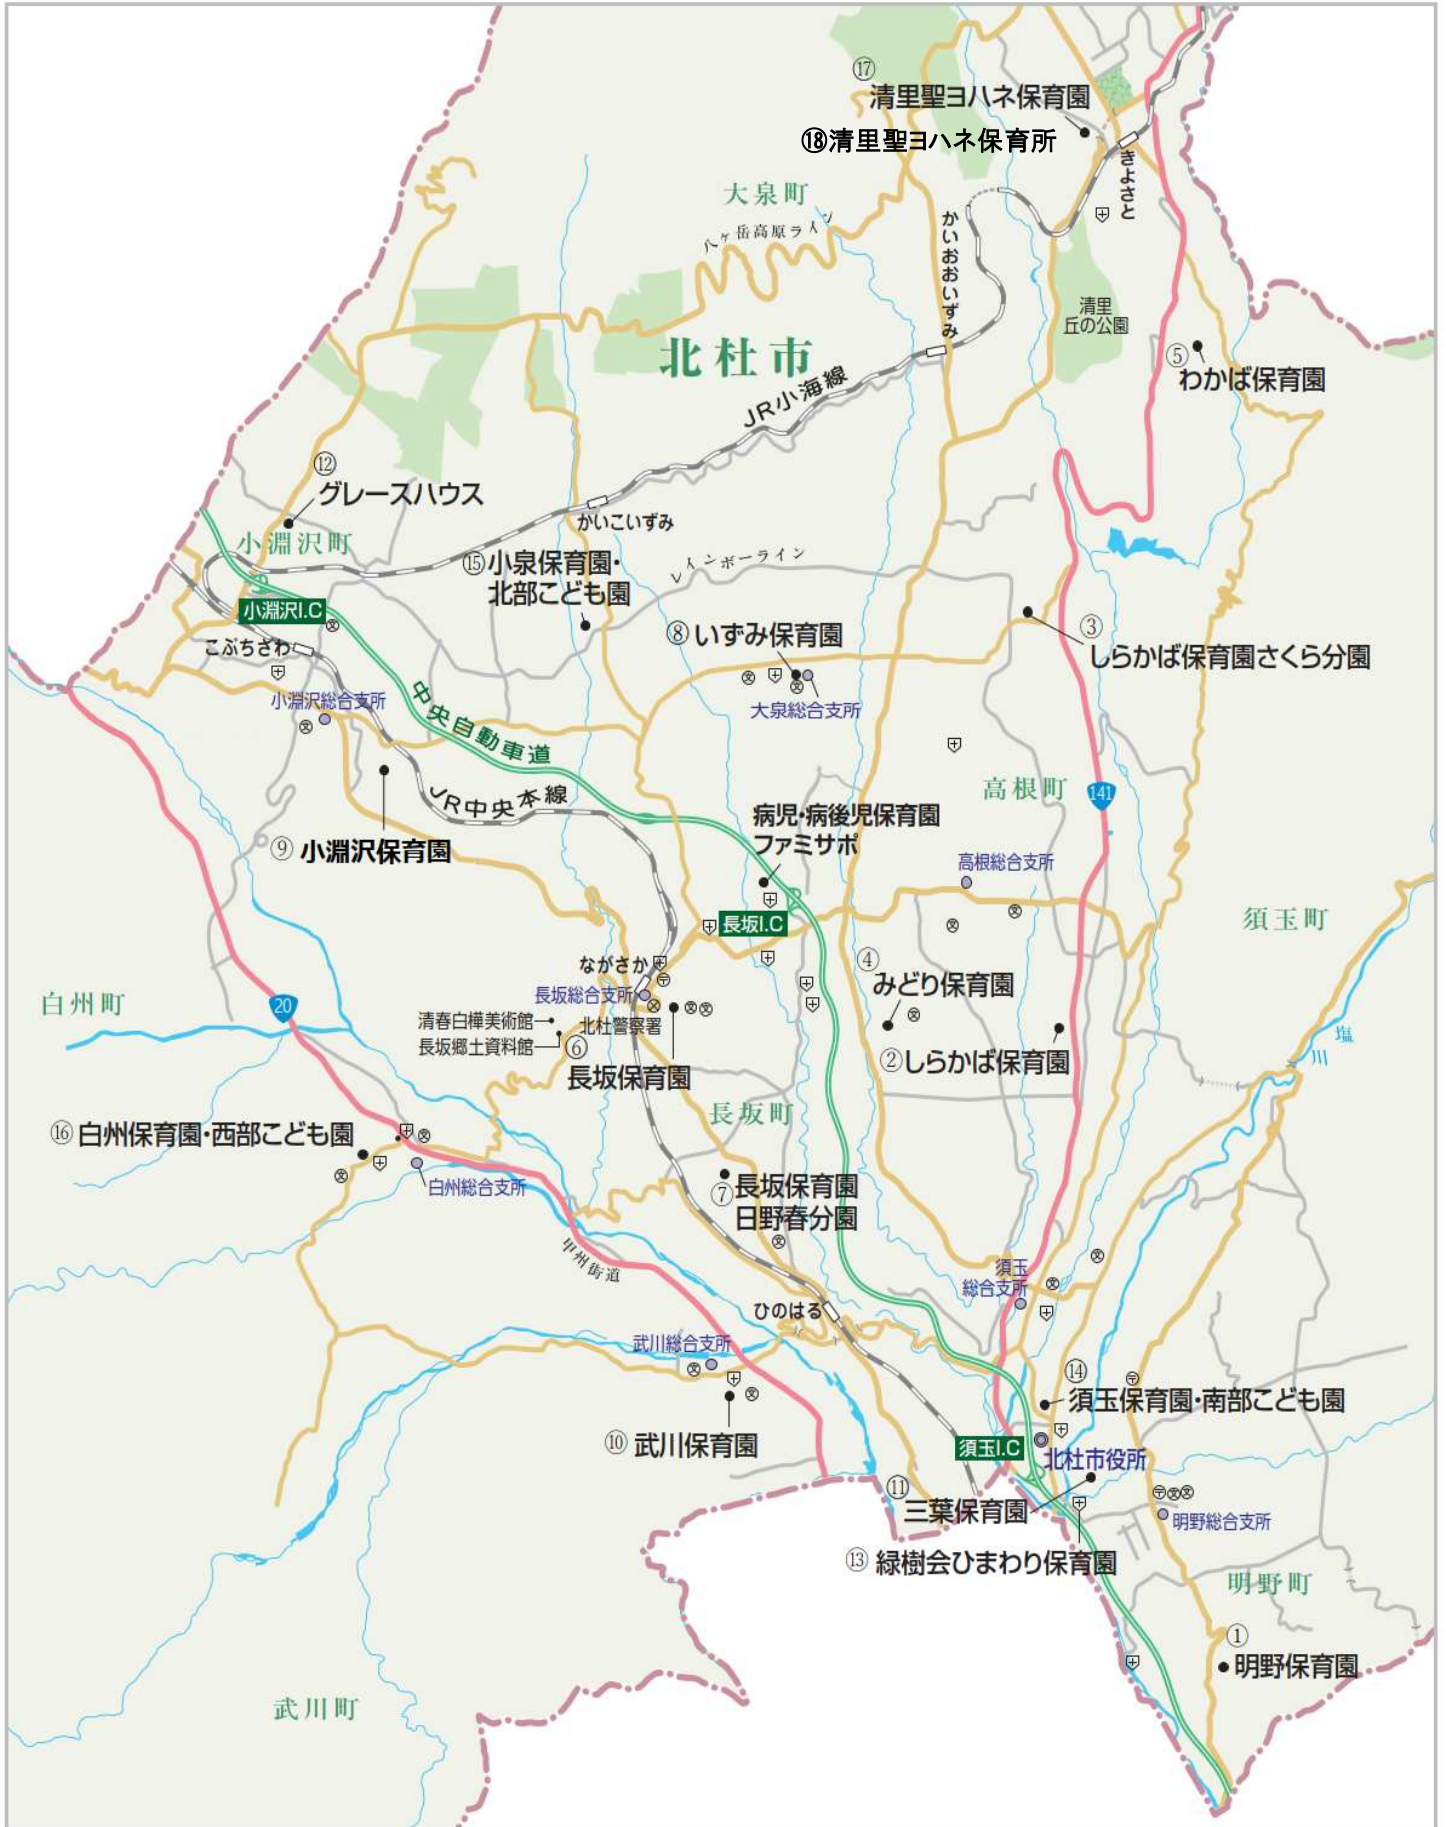 ⑰
清里聖ヨハネ保育園
⑱清里聖ヨハネ保育所
きよさと
大泉町
八ヶ岳高原ライン
かいおおいずみ
清里
丘の公園
北杜市
JR小海線
⑤
わかば保育園
⑫
グレースハウス
小淵沢町
かいこいずみ
⑮小泉保育園・
北部こども園
レインボーライン
小淵沢I.C
こぶちさわ
⑧いずみ保育園
③
しらかば保育園さくら分園
小淵沢総合支所
大泉総合支所
中央自動車道
JR中央本線
高根町
141
病児・病後児保育園
ファミサポ
⑨小淵沢保育園
高根総合支所
須玉町
長坂I.C
ながさか
④
みどり保育園
白州町
20
長坂総合支所
清春白樺美術館
北杜警察署
長坂郷土資料館
⑥
長坂保育園
②しらかば保育園
塩川
長坂町
⑯白州保育園・西部こども園
白州総合支所
⑦長坂保育園
日野春分園
甲州街道
須玉
総合支所
ひのはる
武川総合支所
⑭
須玉保育園・南部こども園
⑩武川保育園
須玉I.C
北杜市役所
⑪
三葉保育園
明野総合支所
⑬緑樹会ひまわり保育園
明野町
①
明野保育園
武川町